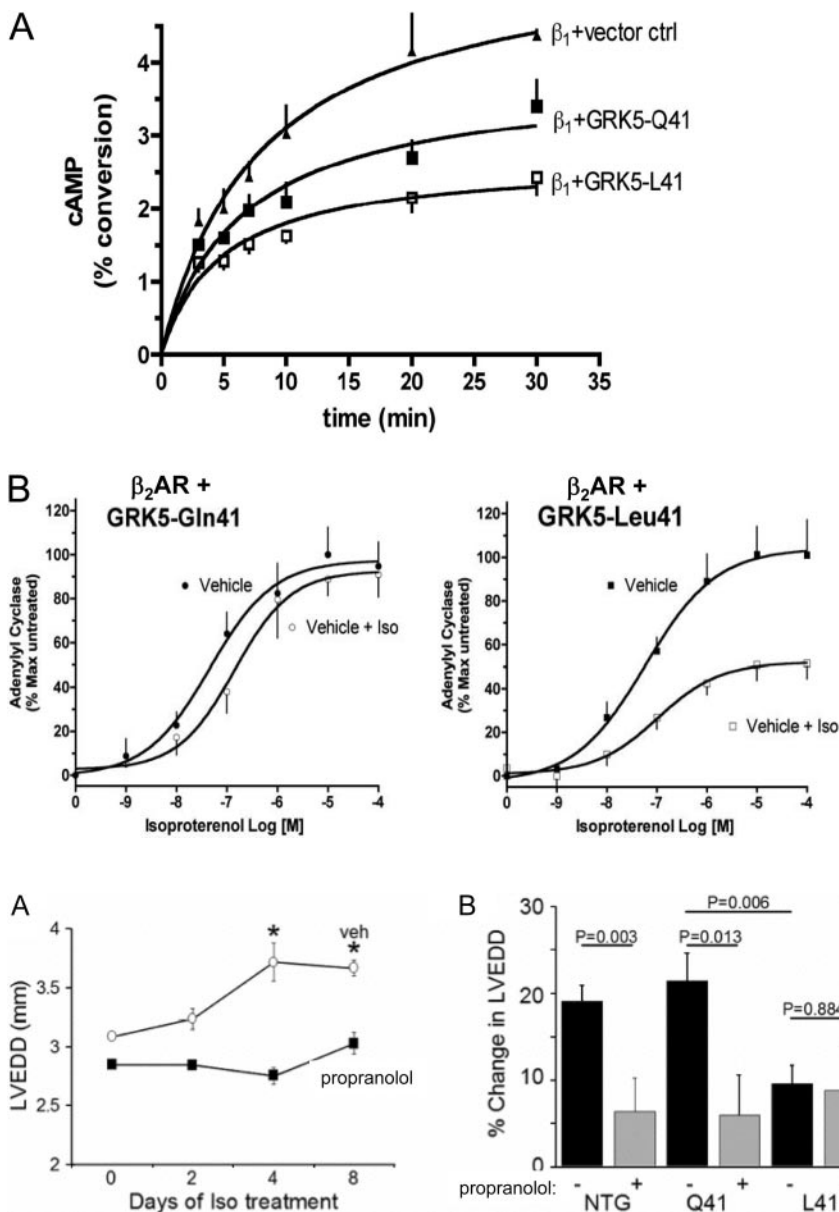 A
β₁+vector ctrl
β₁+GRK5-Q41
β₁+GRK5-L41
cAMP
(% conversion)
4
3
2
1
0
0 5 10 15 20 25 30 35
time (min)
B
β₂AR +
GRK5-Gln41
Adenylyl Cyclase
(% Max untreated)
120
100
80
60
40
20
0
Vehicle
Vehicle + Iso
0 -9 -8 -7 -6 -5 -4
Isoproterenol Log [M]
β₂AR +
GRK5-Leu41
Adenylyl Cyclase
(% Max untreated)
120
100
80
60
40
20
0
Vehicle
Vehicle + Iso
0 -9 -8 -7 -6 -5 -4
Isoproterenol Log [M]
A
LVEDD (mm)
4
3.5
3
2.5
2
*
veh
*
propranolol
0 2 4 8
Days of Iso treatment
B
% Change in LVEDD
30
20
10
0
P=0.006
P=0.003
P=0.013
P=0.884
propranolol: - + - + -
NTG Q41 L41